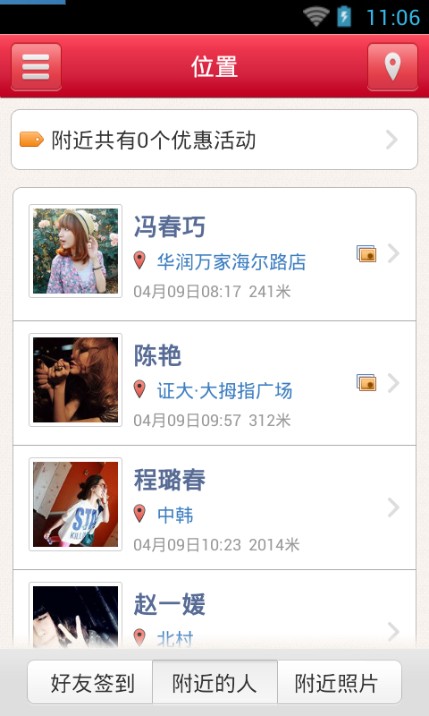 11:06
位置
附近共有0个优惠活动
冯春巧
华润万家海尔路店
04月09日08:17 241米
陈艳
证大·大拇指广场
04月09日09:57 312米
程璐春
中韩
04月09日10:23 2014米
赵一媛
北村
好友签到 附近的人 附近照片